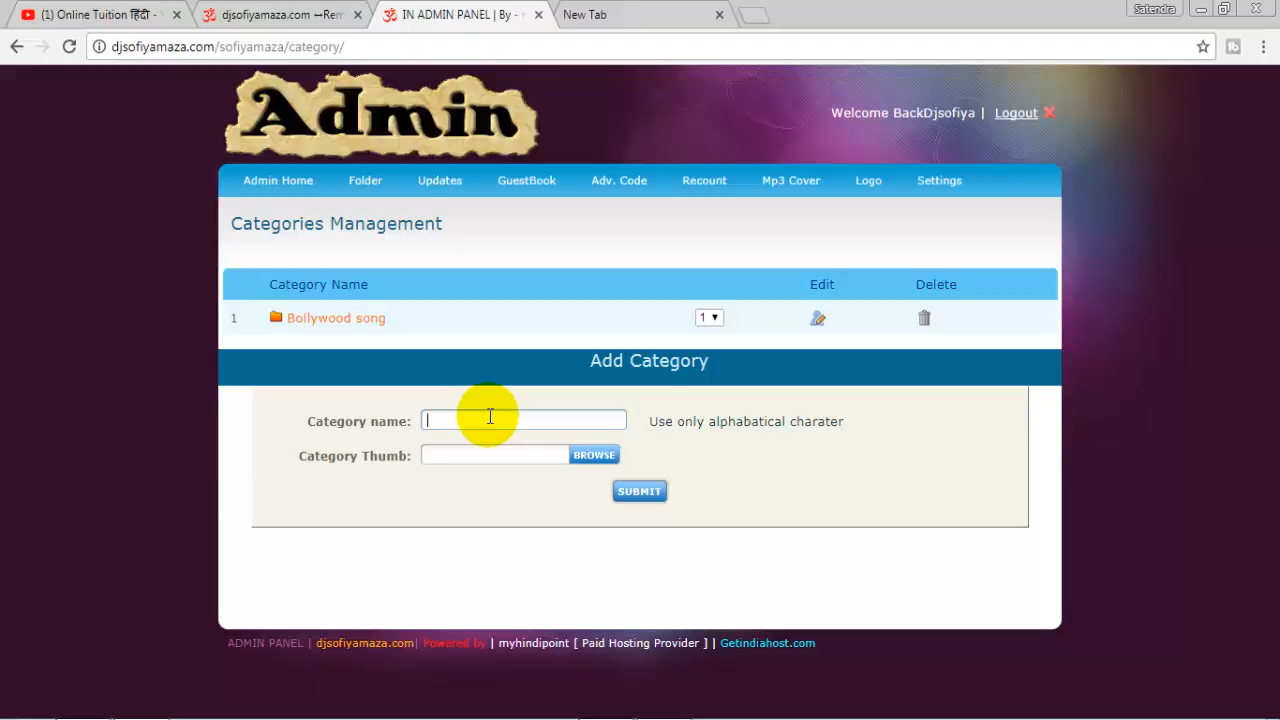 (1) Online Tuition हिंदी -
djsofiyamaza.com ↔Rem
IN ADMIN PANEL | By -
New Tab
Satendra
djsofiyamaza.com/sofiyamaza/category/
Admin
Welcome BackDjsofiya | Logout
Admin Home Folder Updates GuestBook Adv. Code Recount Mp3 Cover Logo Settings
Categories Management
Category Name Edit Delete
1 Bollywood song 1
Add Category
Category name: Use only alphabatical charater
Category Thumb: BROWSE
SUBMIT
ADMIN PANEL | djsofiyamaza.com| Powered by | myhindipoint [ Paid Hosting Provider ] | Getindiahost.com